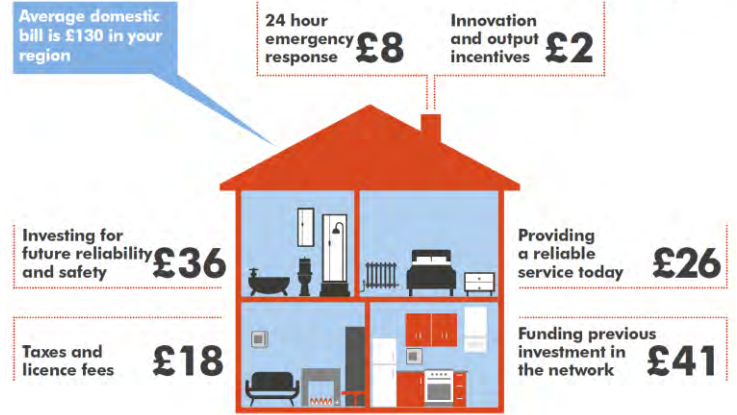 Average domestic
bill is £130 in your
region
24 hour
emergency
response £8
Innovation
and output
incentives £2
Investing for
future reliability
and safety £36
Providing
a reliable
service today £26
Taxes and
licence fees £18
Funding previous
investment in
the network £41